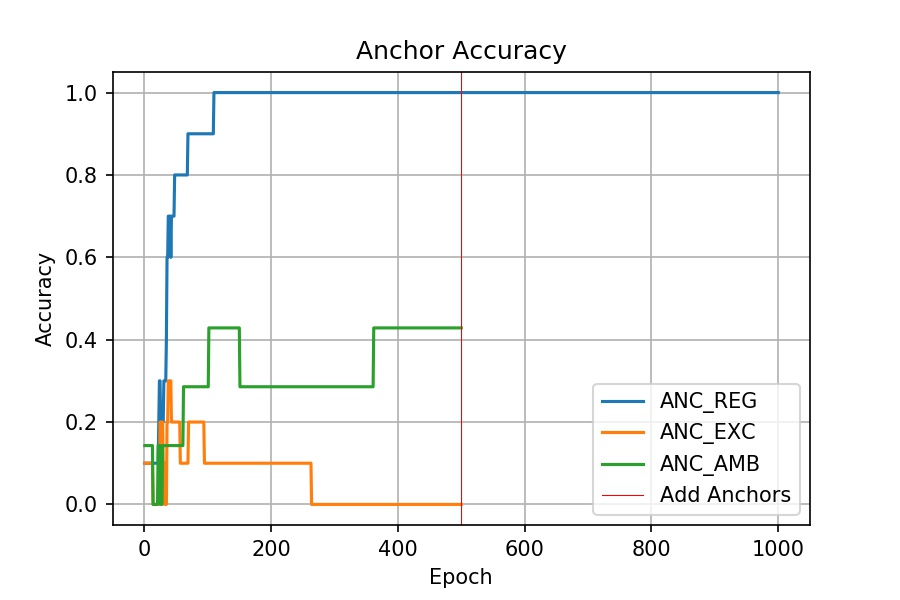 Anchor Accuracy
1.0
0.8
0.6
0.4
0.2
0.0
Accuracy
0 200 400 600 800 1000
Epoch
ANC_REG
ANC_EXC
ANC_AMB
Add Anchors